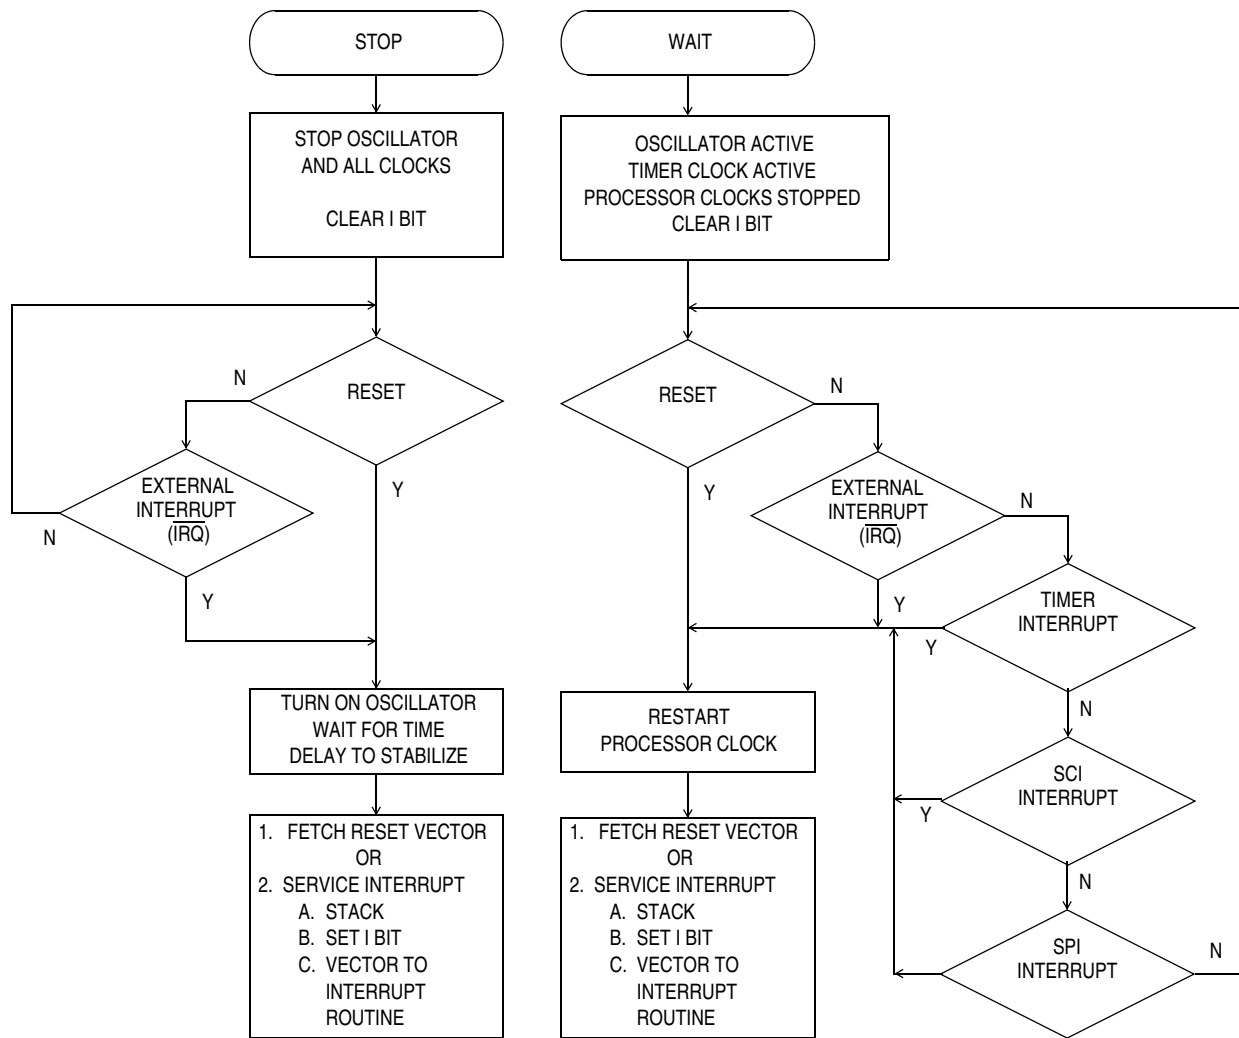 STOP
STOP OSCILLATOR
AND ALL CLOCKS
CLEAR I BIT
RESET
N
Y
EXTERNAL
INTERRUPT
(IRQ)
N
Y
TURN ON OSCILLATOR
WAIT FOR TIME
DELAY TO STABILIZE
1. FETCH RESET VECTOR
OR
2. SERVICE INTERRUPT
A. STACK
B. SET I BIT
C. VECTOR TO
INTERRUPT
ROUTINE
WAIT
OSCILLATOR ACTIVE
TIMER CLOCK ACTIVE
PROCESSOR CLOCKS STOPPED
CLEAR I BIT
RESET
N
Y
EXTERNAL
INTERRUPT
(IRQ)
N
Y
TIMER
INTERRUPT
Y
N
SCI
INTERRUPT
Y
N
SPI
INTERRUPT
N
RESTART
PROCESSOR CLOCK
1. FETCH RESET VECTOR
OR
2. SERVICE INTERRUPT
A. STACK
B. SET I BIT
C. VECTOR TO
INTERRUPT
ROUTINE